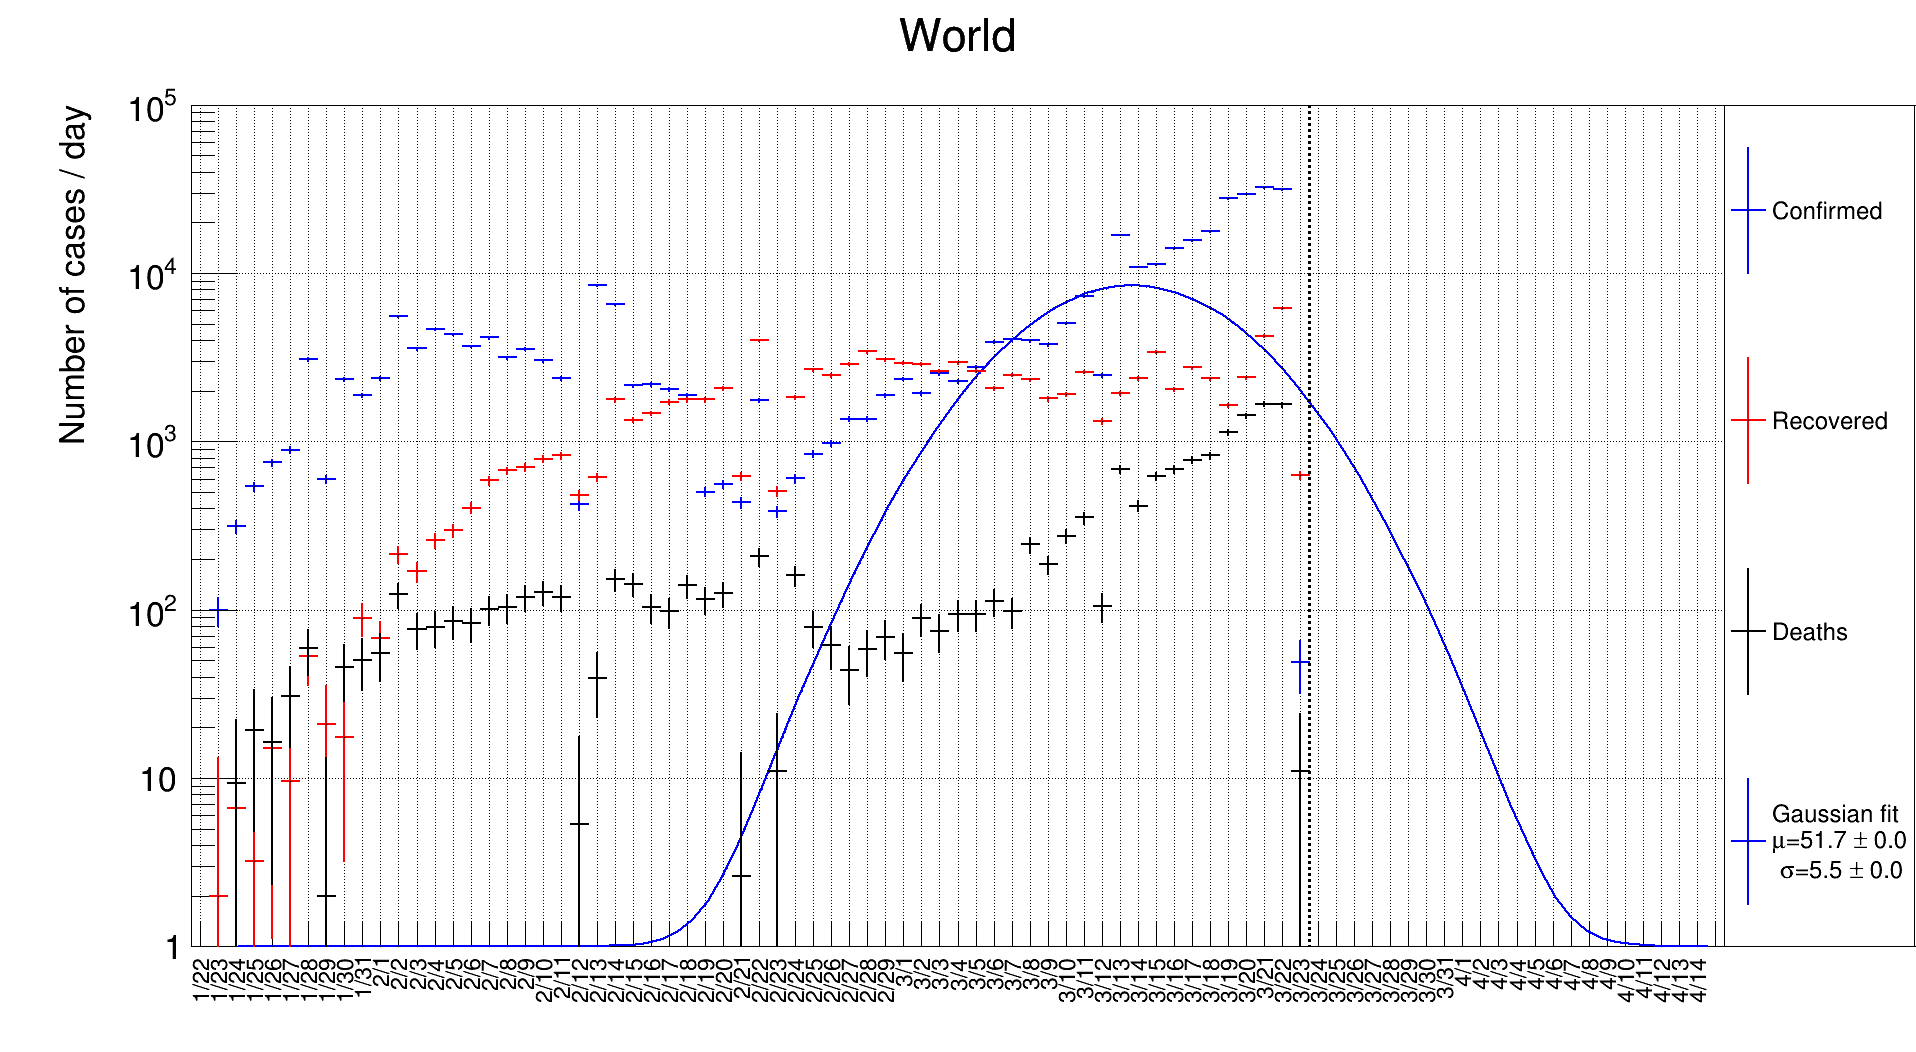 World
Number of cases / day
10^5
10^4
10^3
10^2
10
1
1/22 1/23 1/24 1/25 1/26 1/27 1/28 1/29 1/30 1/31 2/1 2/2 2/3 2/4 2/5 2/6 2/7 2/8 2/9 2/10 2/11 2/12 2/13 2/14 2/15 2/16 2/17 2/18 2/19 2/20 2/21 2/22 2/23 2/24 2/25 2/26 2/27 2/28 2/29 3/1 3/2 3/3 3/4 3/5 3/6 3/7 3/8 3/9 3/10 3/11 3/12 3/13 3/14 3/15 3/16 3/17 3/18 3/19 3/20 3/21 3/22 3/23 3/24 3/25 3/26 3/27 3/28 3/29 3/30 3/31 4/1 4/2 4/3 4/4 4/5 4/6 4/7 4/8 4/9 4/10 4/11 4/12 4/13 4/14
Confirmed
Recovered
Deaths
Gaussian fit
μ=51.7 ± 0.0
σ=5.5 ± 0.0